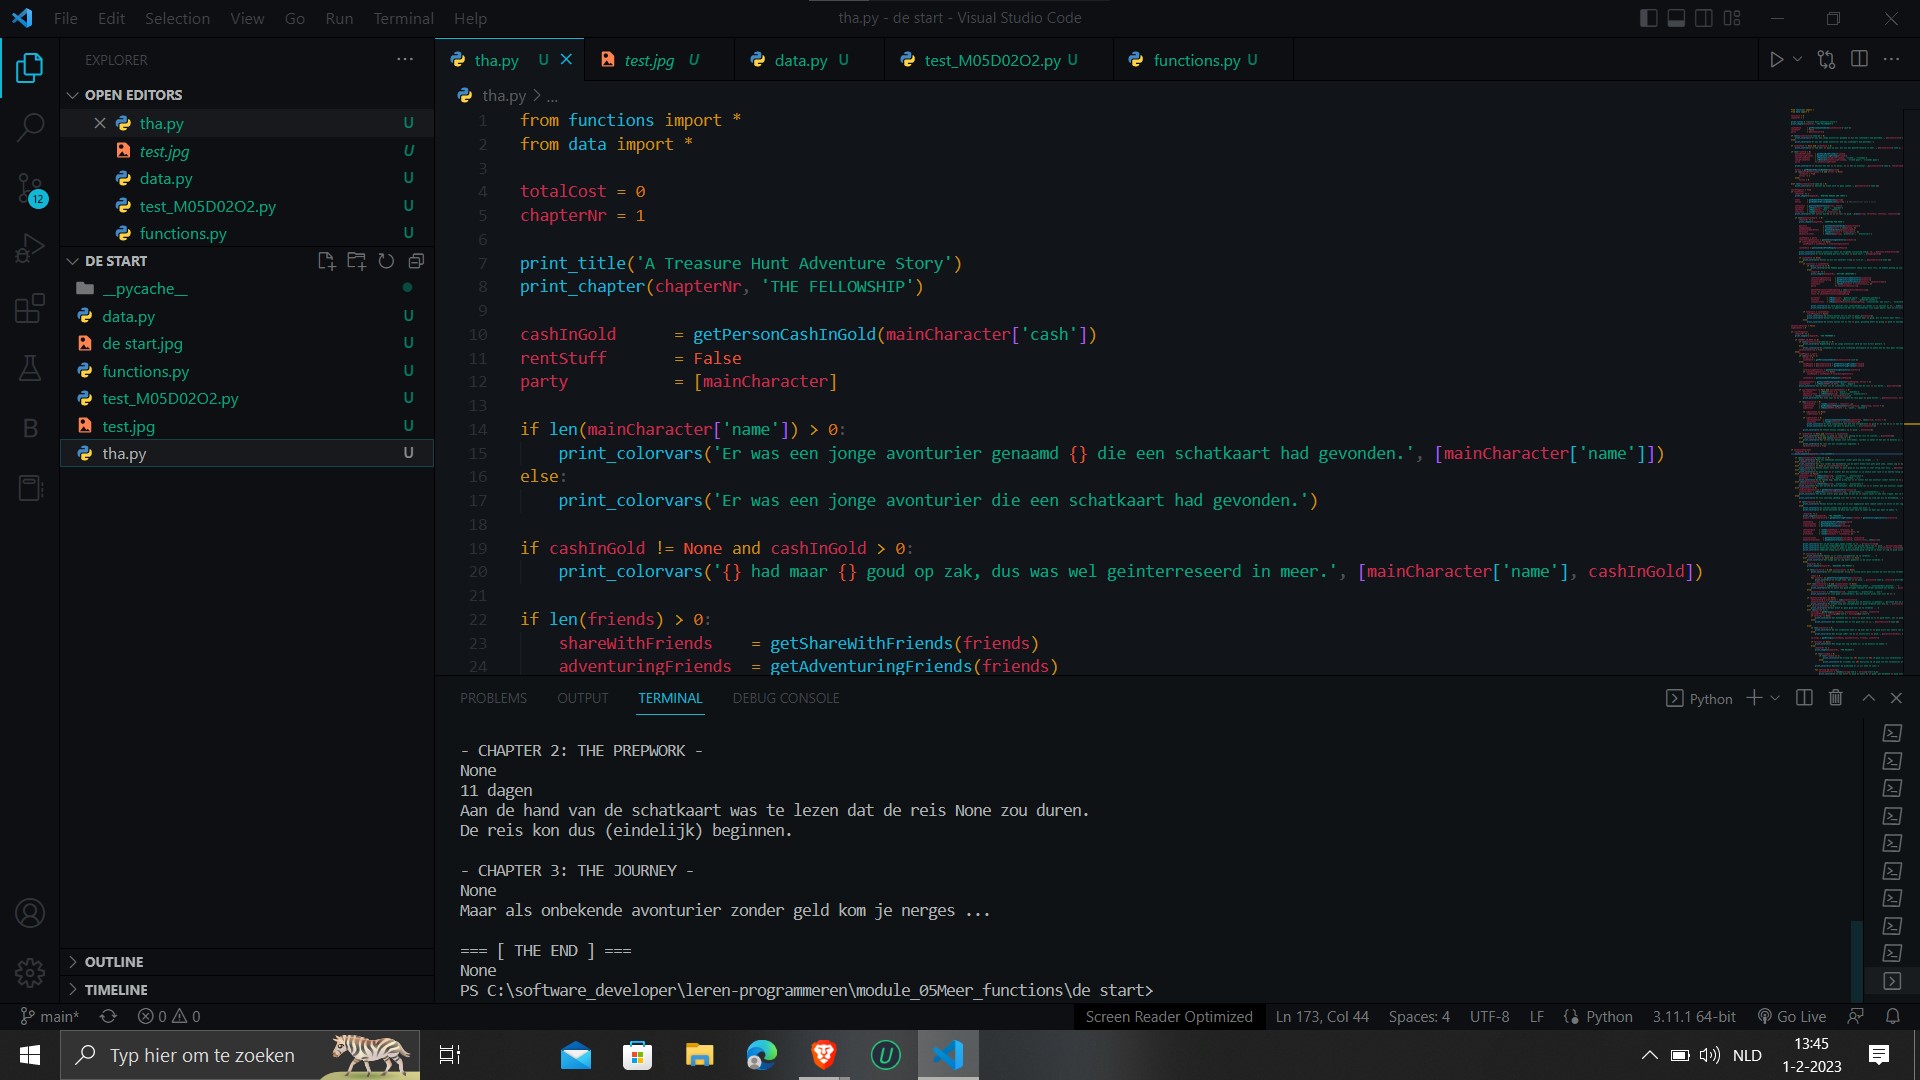 File Edit Selection View Go Run Terminal Help
tha.py - de start - Visual Studio Code
EXPLORER
OPEN EDITORS
tha.py U
test.jpg U
data.py U
test_M05D02O2.py U
functions.py U
DE START
__pycache__
data.py U
de start.jpg U
functions.py U
test_M05D02O2.py U
test.jpg U
tha.py U
OUTLINE
TIMELINE
12
tha.py U test.jpg U data.py U test_M05D02O2.py U functions.py U
tha.py > ...
1 from functions import *
2 from data import *
3
4 totalCost = 0
5 chapterNr = 1
6
7 print_title('A Treasure Hunt Adventure Story')
8 print_chapter(chapterNr, 'THE FELLOWSHIP')
9
10 cashInGold      = getPersonCashInGold(mainCharacter['cash'])
11 rentStuff       = False
12 party           = [mainCharacter]
13
14 if len(mainCharacter['name']) > 0:
15     print_colorvars('Er was een jonge avonturier genaamd {} die een schatkaart had gevonden.', [mainCharacter['name']])
16 else:
17     print_colorvars('Er was een jonge avonturier die een schatkaart had gevonden.')
18
19 if cashInGold != None and cashInGold > 0:
20     print_colorvars('{} had maar {} goud op zak, dus was wel geinterreseerd in meer.', [mainCharacter['name'], cashInGold])
21
22 if len(friends) > 0:
23     shareWithFriends    = getShareWithFriends(friends)
24     adventuringFriends  = getAdventuringFriends(friends)
PROBLEMS OUTPUT TERMINAL DEBUG CONSOLE
Python
- CHAPTER 2: THE PREPWORK -
None
11 dagen
Aan de hand van de schatkaart was te lezen dat de reis None zou duren.
De reis kon dus (eindelijk) beginnen.
- CHAPTER 3: THE JOURNEY -
None
Maar als onbekende avonturier zonder geld kom je nerges ...
=== [ THE END ] ===
None
PS C:\software_developer\leren-programmeren\module_05Meer_functions\de start>
main* 0 0 Screen Reader Optimized Ln 173, Col 44 Spaces: 4 UTF-8 LF Python 3.11.1 64-bit Go Live
Typ hier om te zoeken
NLD
13:45
1-2-2023